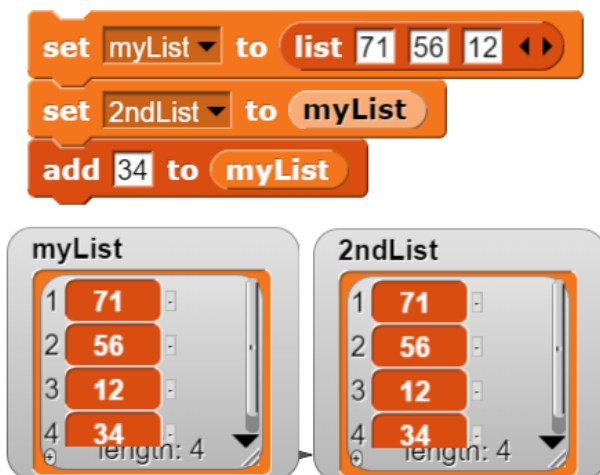 set myList to list 71 56 12
set 2ndList to myList
add 34 to myList
myList
1 71 -
2 56 -
3 12 -
4 34 -
length: 4
2ndList
1 71 -
2 56 -
3 12 -
4 34 -
length: 4